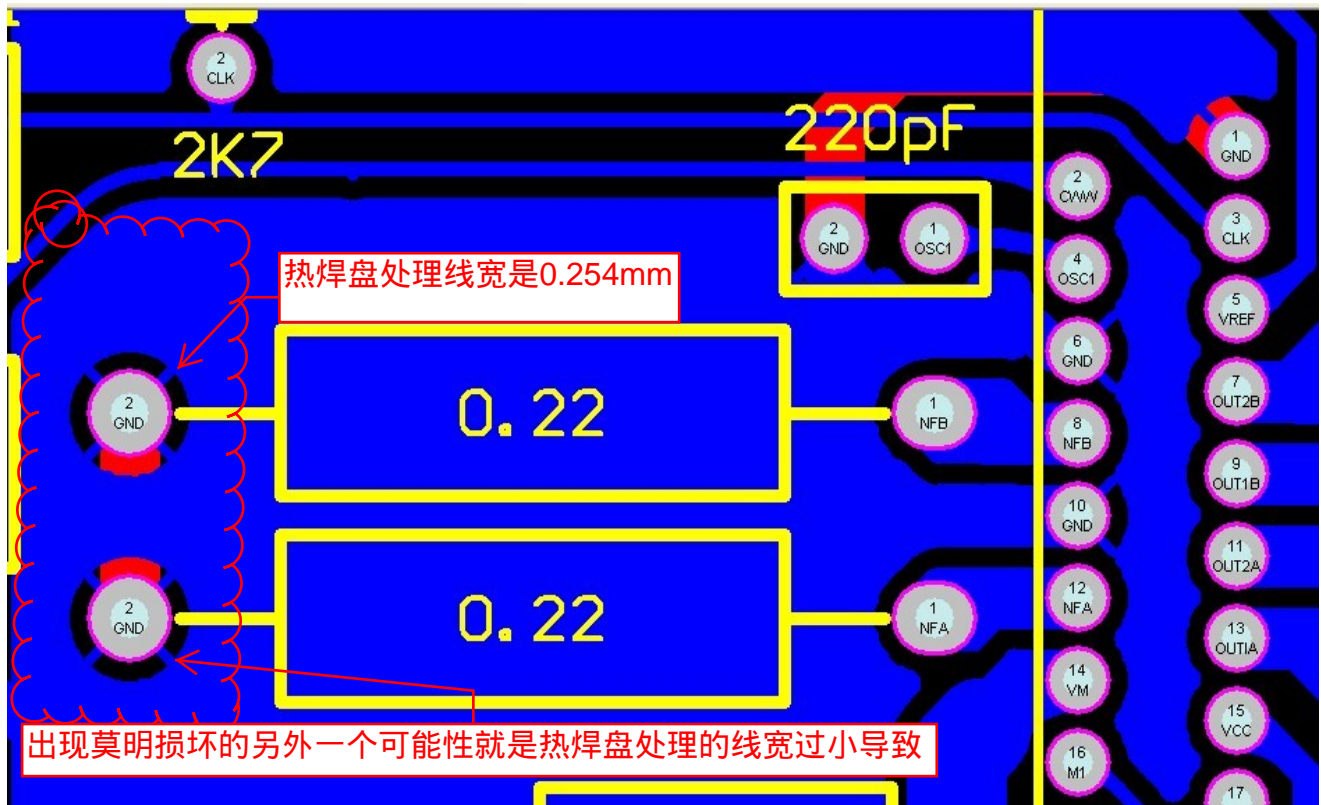 2
CLK
2K7
220pF
1
GND
2
CWW
2
GND
1
OSC1
3
CLK
4
OSC1
热焊盘处理线宽是0.254mm
5
VREF
6
GND
7
OUT2B
2
GND
0.22
1
NFB
8
NFB
9
OUT1B
10
GND
11
OUT2A
2
GND
0.22
1
NFA
12
NFA
13
OUTIA
14
VM
15
VCC
出现莫明损坏的另外一个可能性就是热焊盘处理的线宽过小导致
16
M1
17